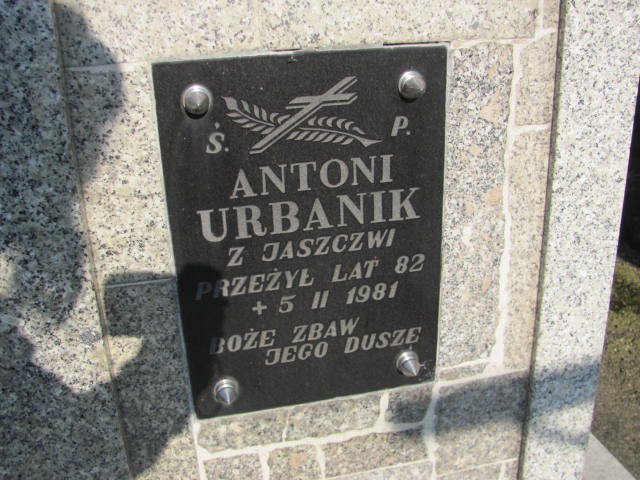 Ś. P.
ANTONI
URBANIK
Z JASZCZWI
PRZEŻYŁ LAT 82
+ 5 II 1981
BOŻE ZBAW
JEGO DUSZE